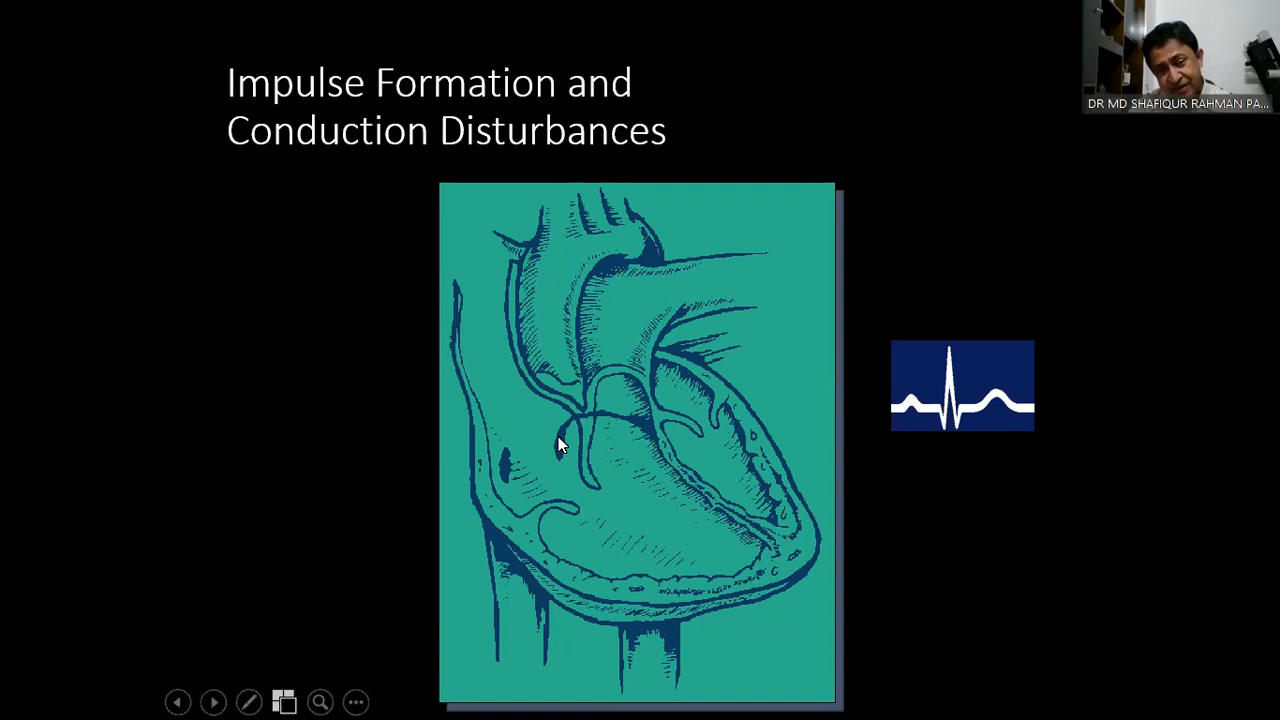 Impulse Formation and
Conduction Disturbances
DR MD SHAFIQUR RAHMAN PA...